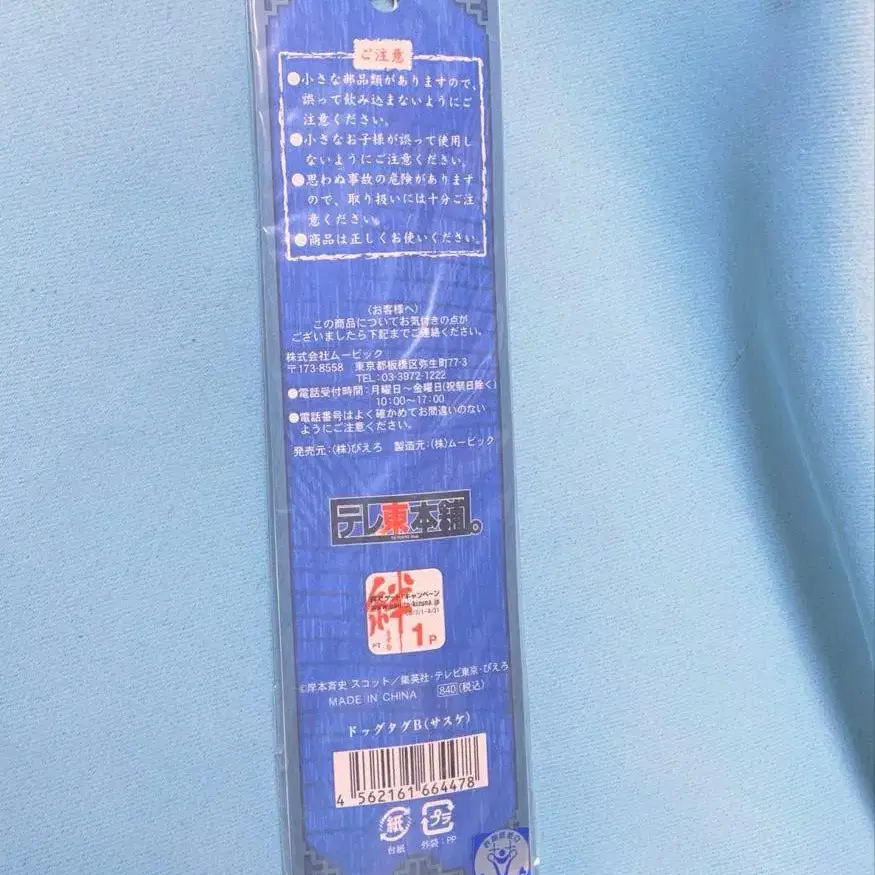 ご注意
●小さな部品類がありますので、
誤って飲み込まないようにご
注意ください。
●小さなお子様が誤って使用し
ないようにご注意ください。
●思わぬ事故の危険があります
ので、取り扱いには十分ご注
意ください。
●商品は正しくお使いください。
〈お客様へ〉
この商品についてお気付きの点が
ございましたら下記までご連絡ください。
株式会社ムービック
〒173-8558 東京都板橋区弥生町77-3
TEL:03-3972-1222
●電話受付時間:月曜日～金曜日(祝祭日除く)
10:00～17:00
●電話番号はよく確かめてお間違いのない
ようにご注意ください。
発売元:(株)ぴえろ 製造元:(株)ムービック
テレ東本舗。
絆
キャンペーン
PT
1P
©岸本斉史 スコット/集英社・テレビ東京・ぴえろ
MADE IN CHINA 840(税込)
ドッグタグB(サスケ)
4 562161 664478
紙 プラ
台紙 外袋:PP